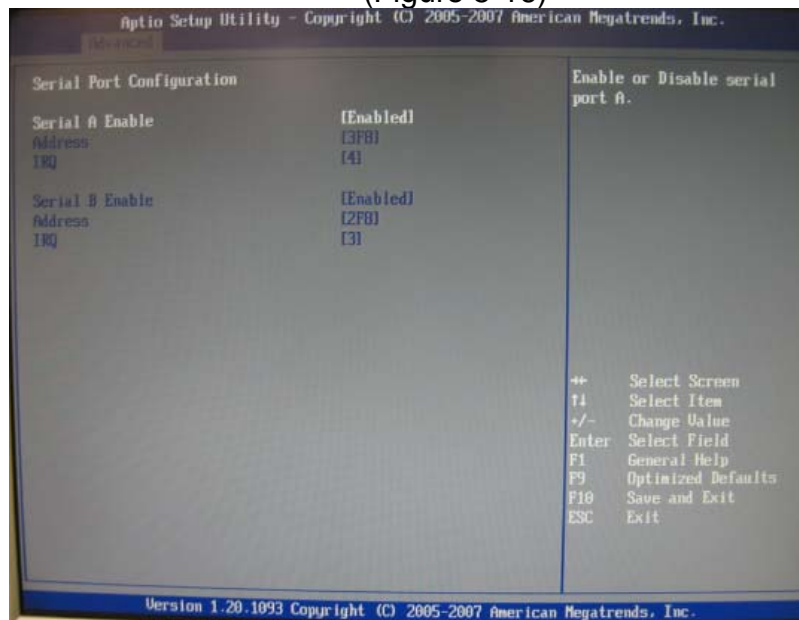 Aptio Setup Utility - Copyright (C) 2005-2007 American Megatrends, Inc.
Advanced
Serial Port Configuration
Serial A Enable [Enabled]
Address [3F8]
IRQ [4]
Serial B Enable [Enabled]
Address [2F8]
IRQ [3]
Enable or Disable serial
port A.
→← Select Screen
↑↓ Select Item
+/- Change Value
Enter Select Field
F1 General Help
F9 Optimized Defaults
F10 Save and Exit
ESC Exit
Version 1.20.1093 Copyright (C) 2005-2007 American Megatrends, Inc.